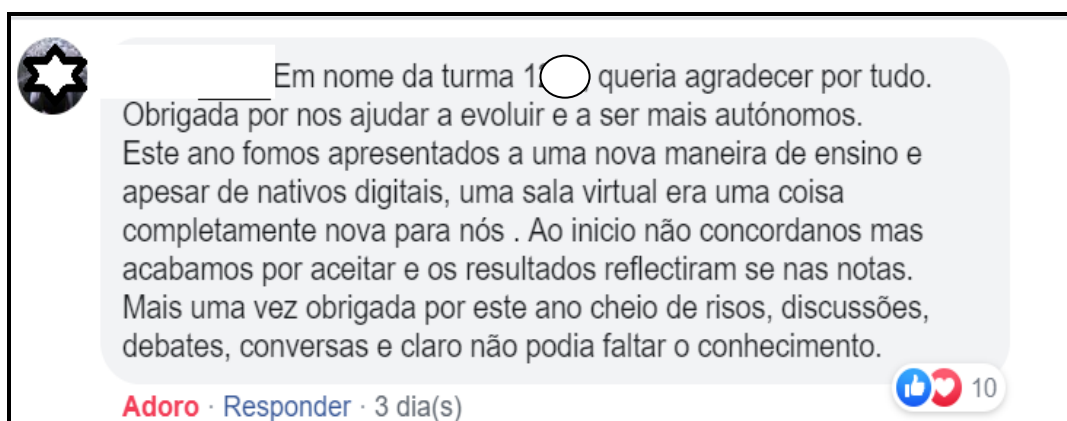 Em nome da turma 1 queria agradecer por tudo.
Obrigada por nos ajudar a evoluir e a ser mais autónomos.
Este ano fomos apresentados a uma nova maneira de ensino e
apesar de nativos digitais, uma sala virtual era uma coisa
completamente nova para nós . Ao inicio não concordanos mas
acabamos por aceitar e os resultados reflectiram se nas notas.
Mais uma vez obrigada por este ano cheio de risos, discussões,
debates, conversas e claro não podia faltar o conhecimento.
10
Adoro · Responder · 3 dia(s)